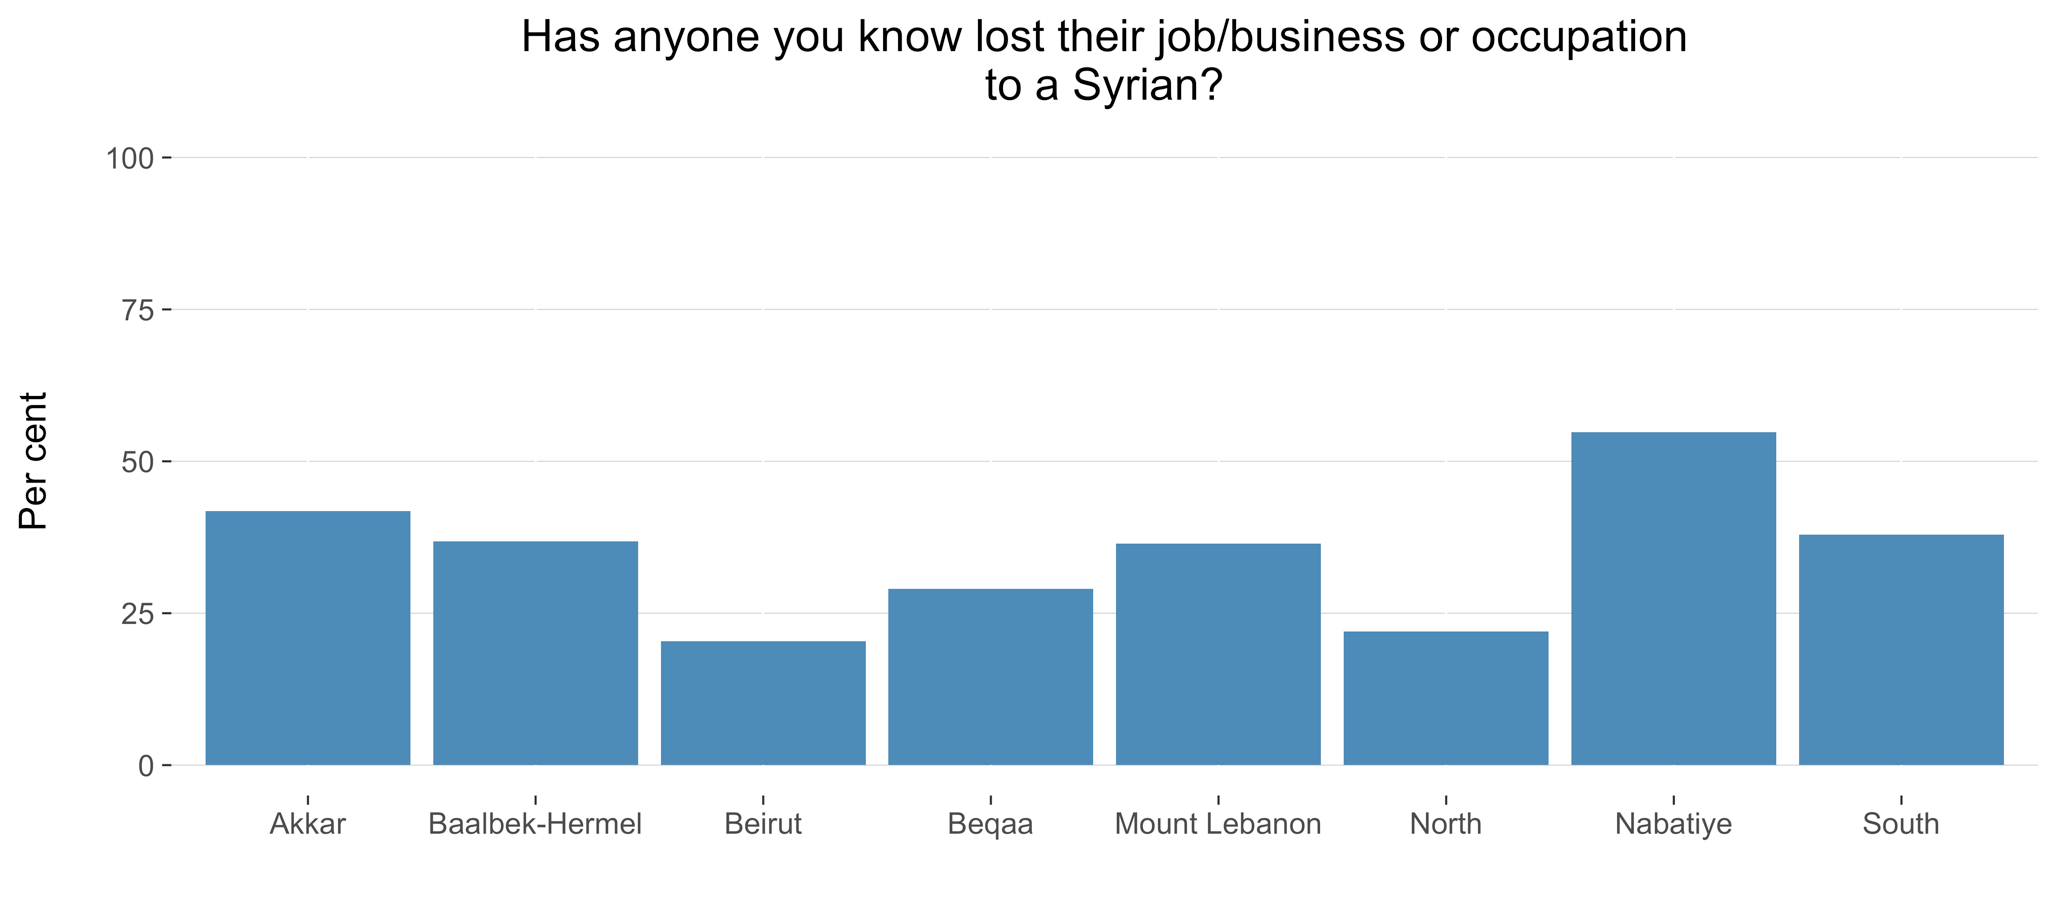 Has anyone you know lost their job/business or occupation
to a Syrian?
100
75
50
25
0
Per cent
Akkar
Baalbek-Hermel
Beirut
Beqaa
Mount Lebanon
North
Nabatiye
South